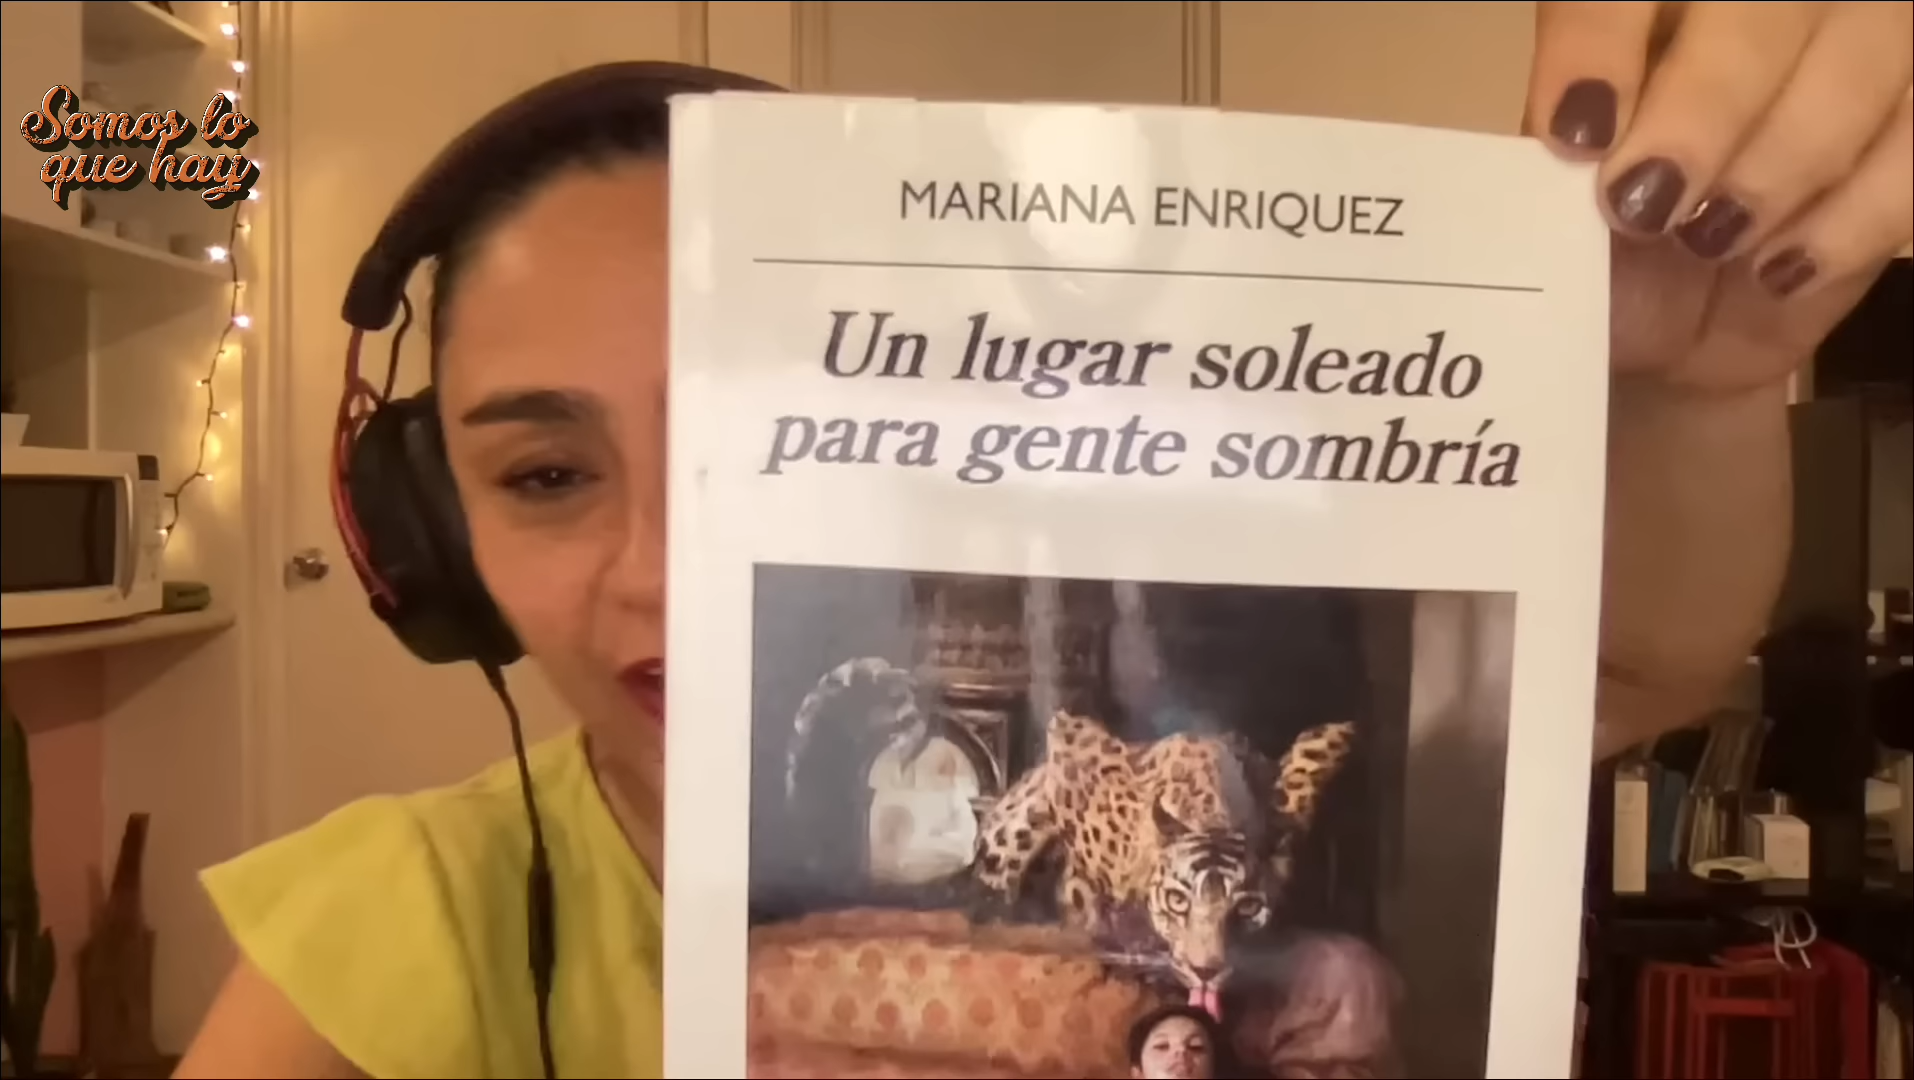 Somos lo
que hay
MARIANA ENRIQUEZ
Un lugar soleado
para gente sombría